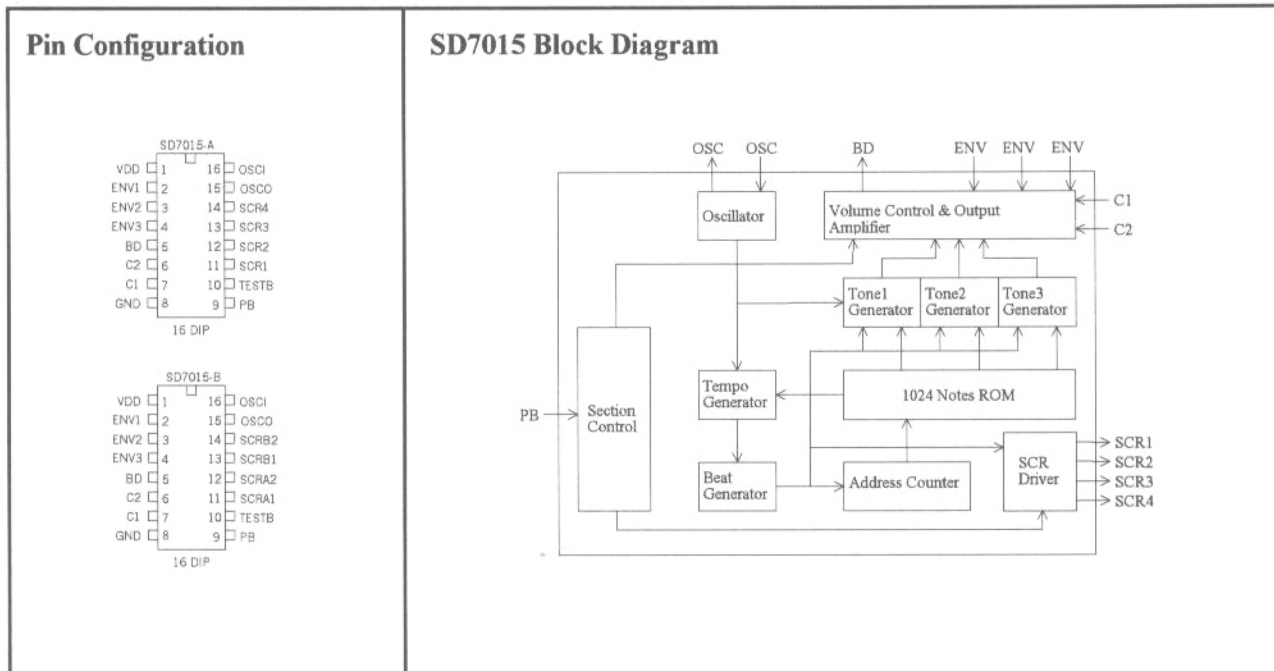 Pin Configuration
SD7015-A
VDD 1 16 OSCI
ENV1 2 15 OSCO
ENV2 3 14 SCR4
ENV3 4 13 SCR3
BD 5 12 SCR2
C2 6 11 SCR1
C1 7 10 TESTB
GND 8 9 PB
16 DIP
SD7015-B
VDD 1 16 OSCI
ENV1 2 15 OSCO
ENV2 3 14 SCRB2
ENV3 4 13 SCRB1
BD 5 12 SCRA2
C2 6 11 SCRA1
C1 7 10 TESTB
GND 8 9 PB
16 DIP
SD7015 Block Diagram
OSC OSC BD ENV ENV ENV
Oscillator
Volume Control & Output
Amplifier
C1
C2
Tone1 Tone2 Tone3
Generator Generator Generator
PB
Section
Control
Tempo
Generator
1024 Notes ROM
Beat
Generator
Address Counter
SCR
Driver
SCR1
SCR2
SCR3
SCR4